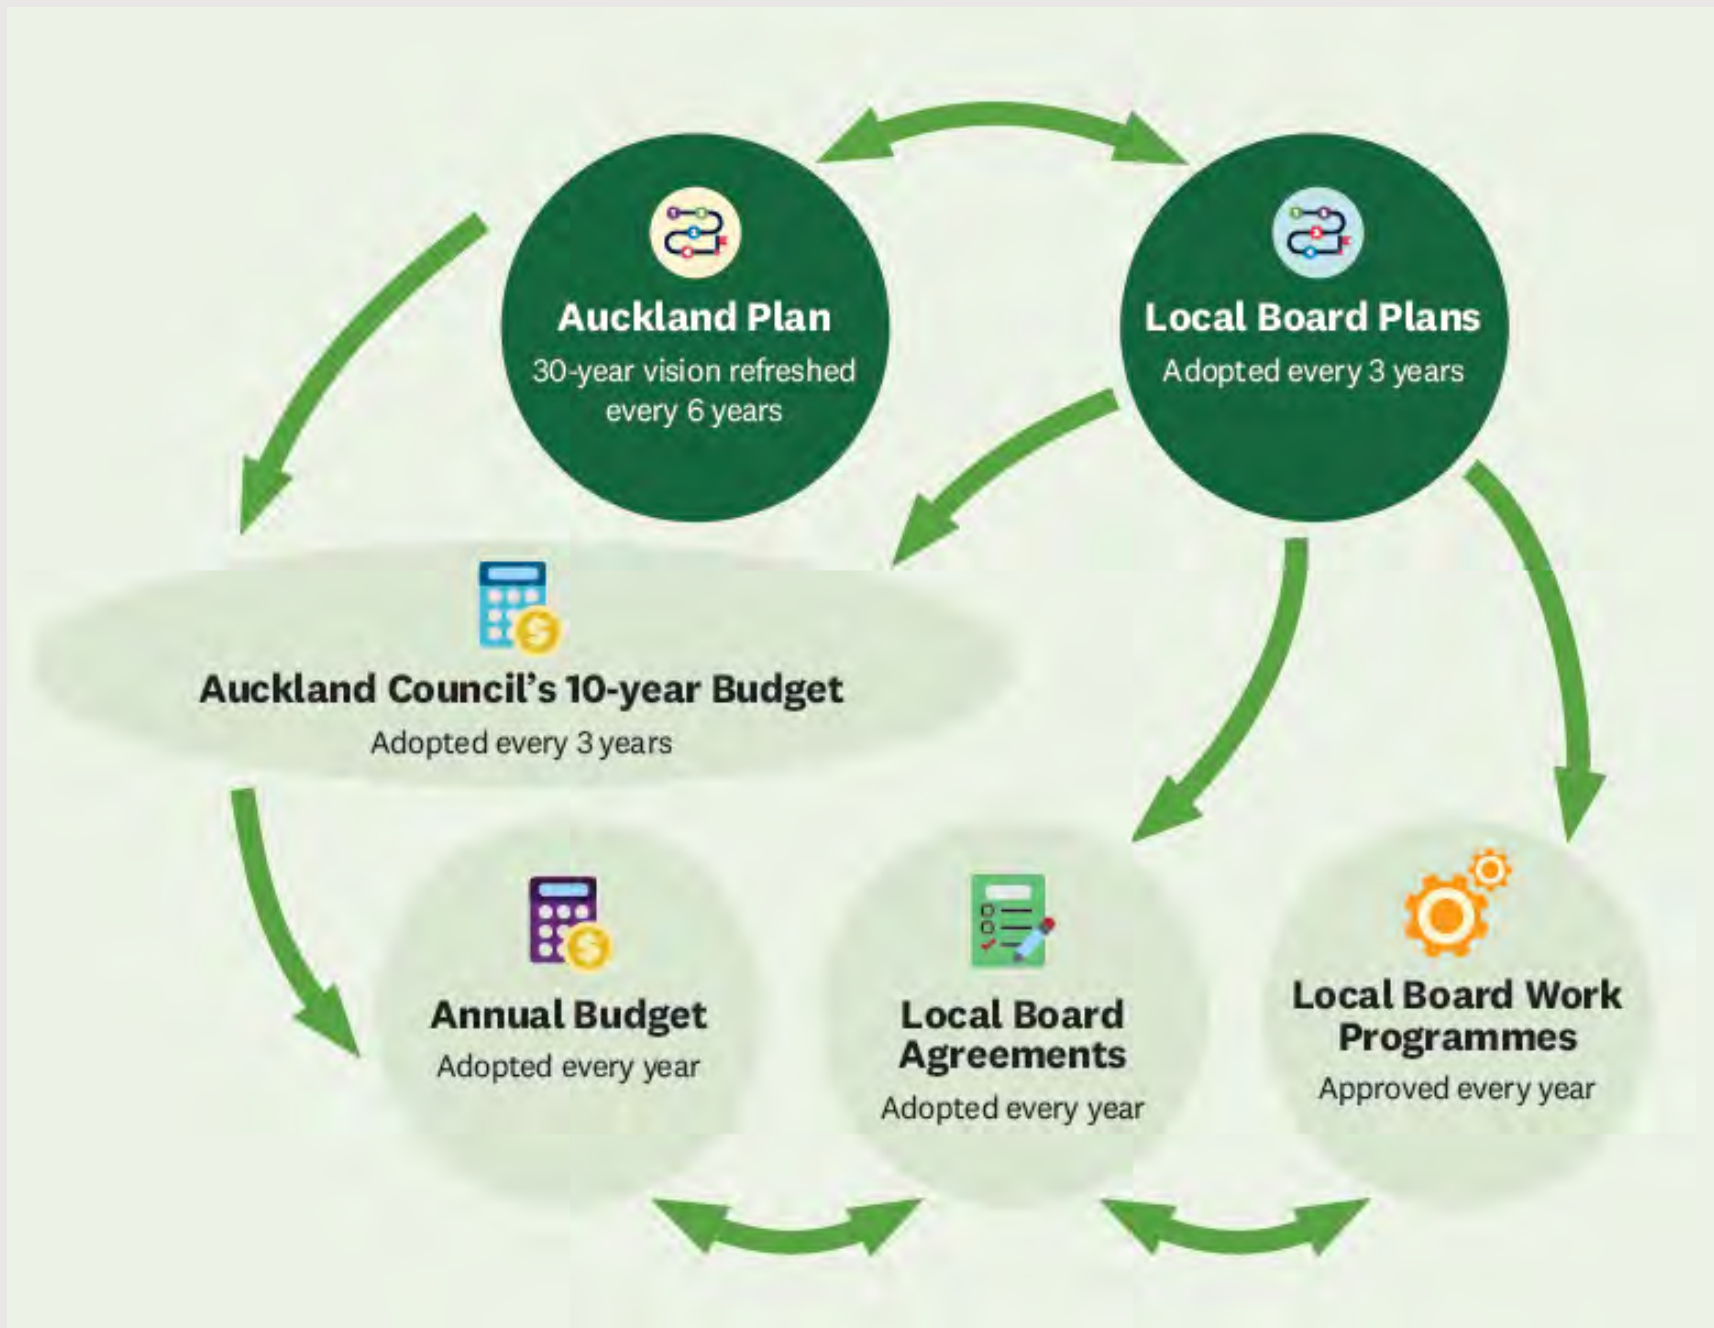 Auckland Plan
30-year vision refreshed
every 6 years
Local Board Plans
Adopted every 3 years
Auckland Council’s 10-year Budget
Adopted every 3 years
Annual Budget
Adopted every year
Local Board
Agreements
Adopted every year
Local Board Work
Programmes
Approved every year